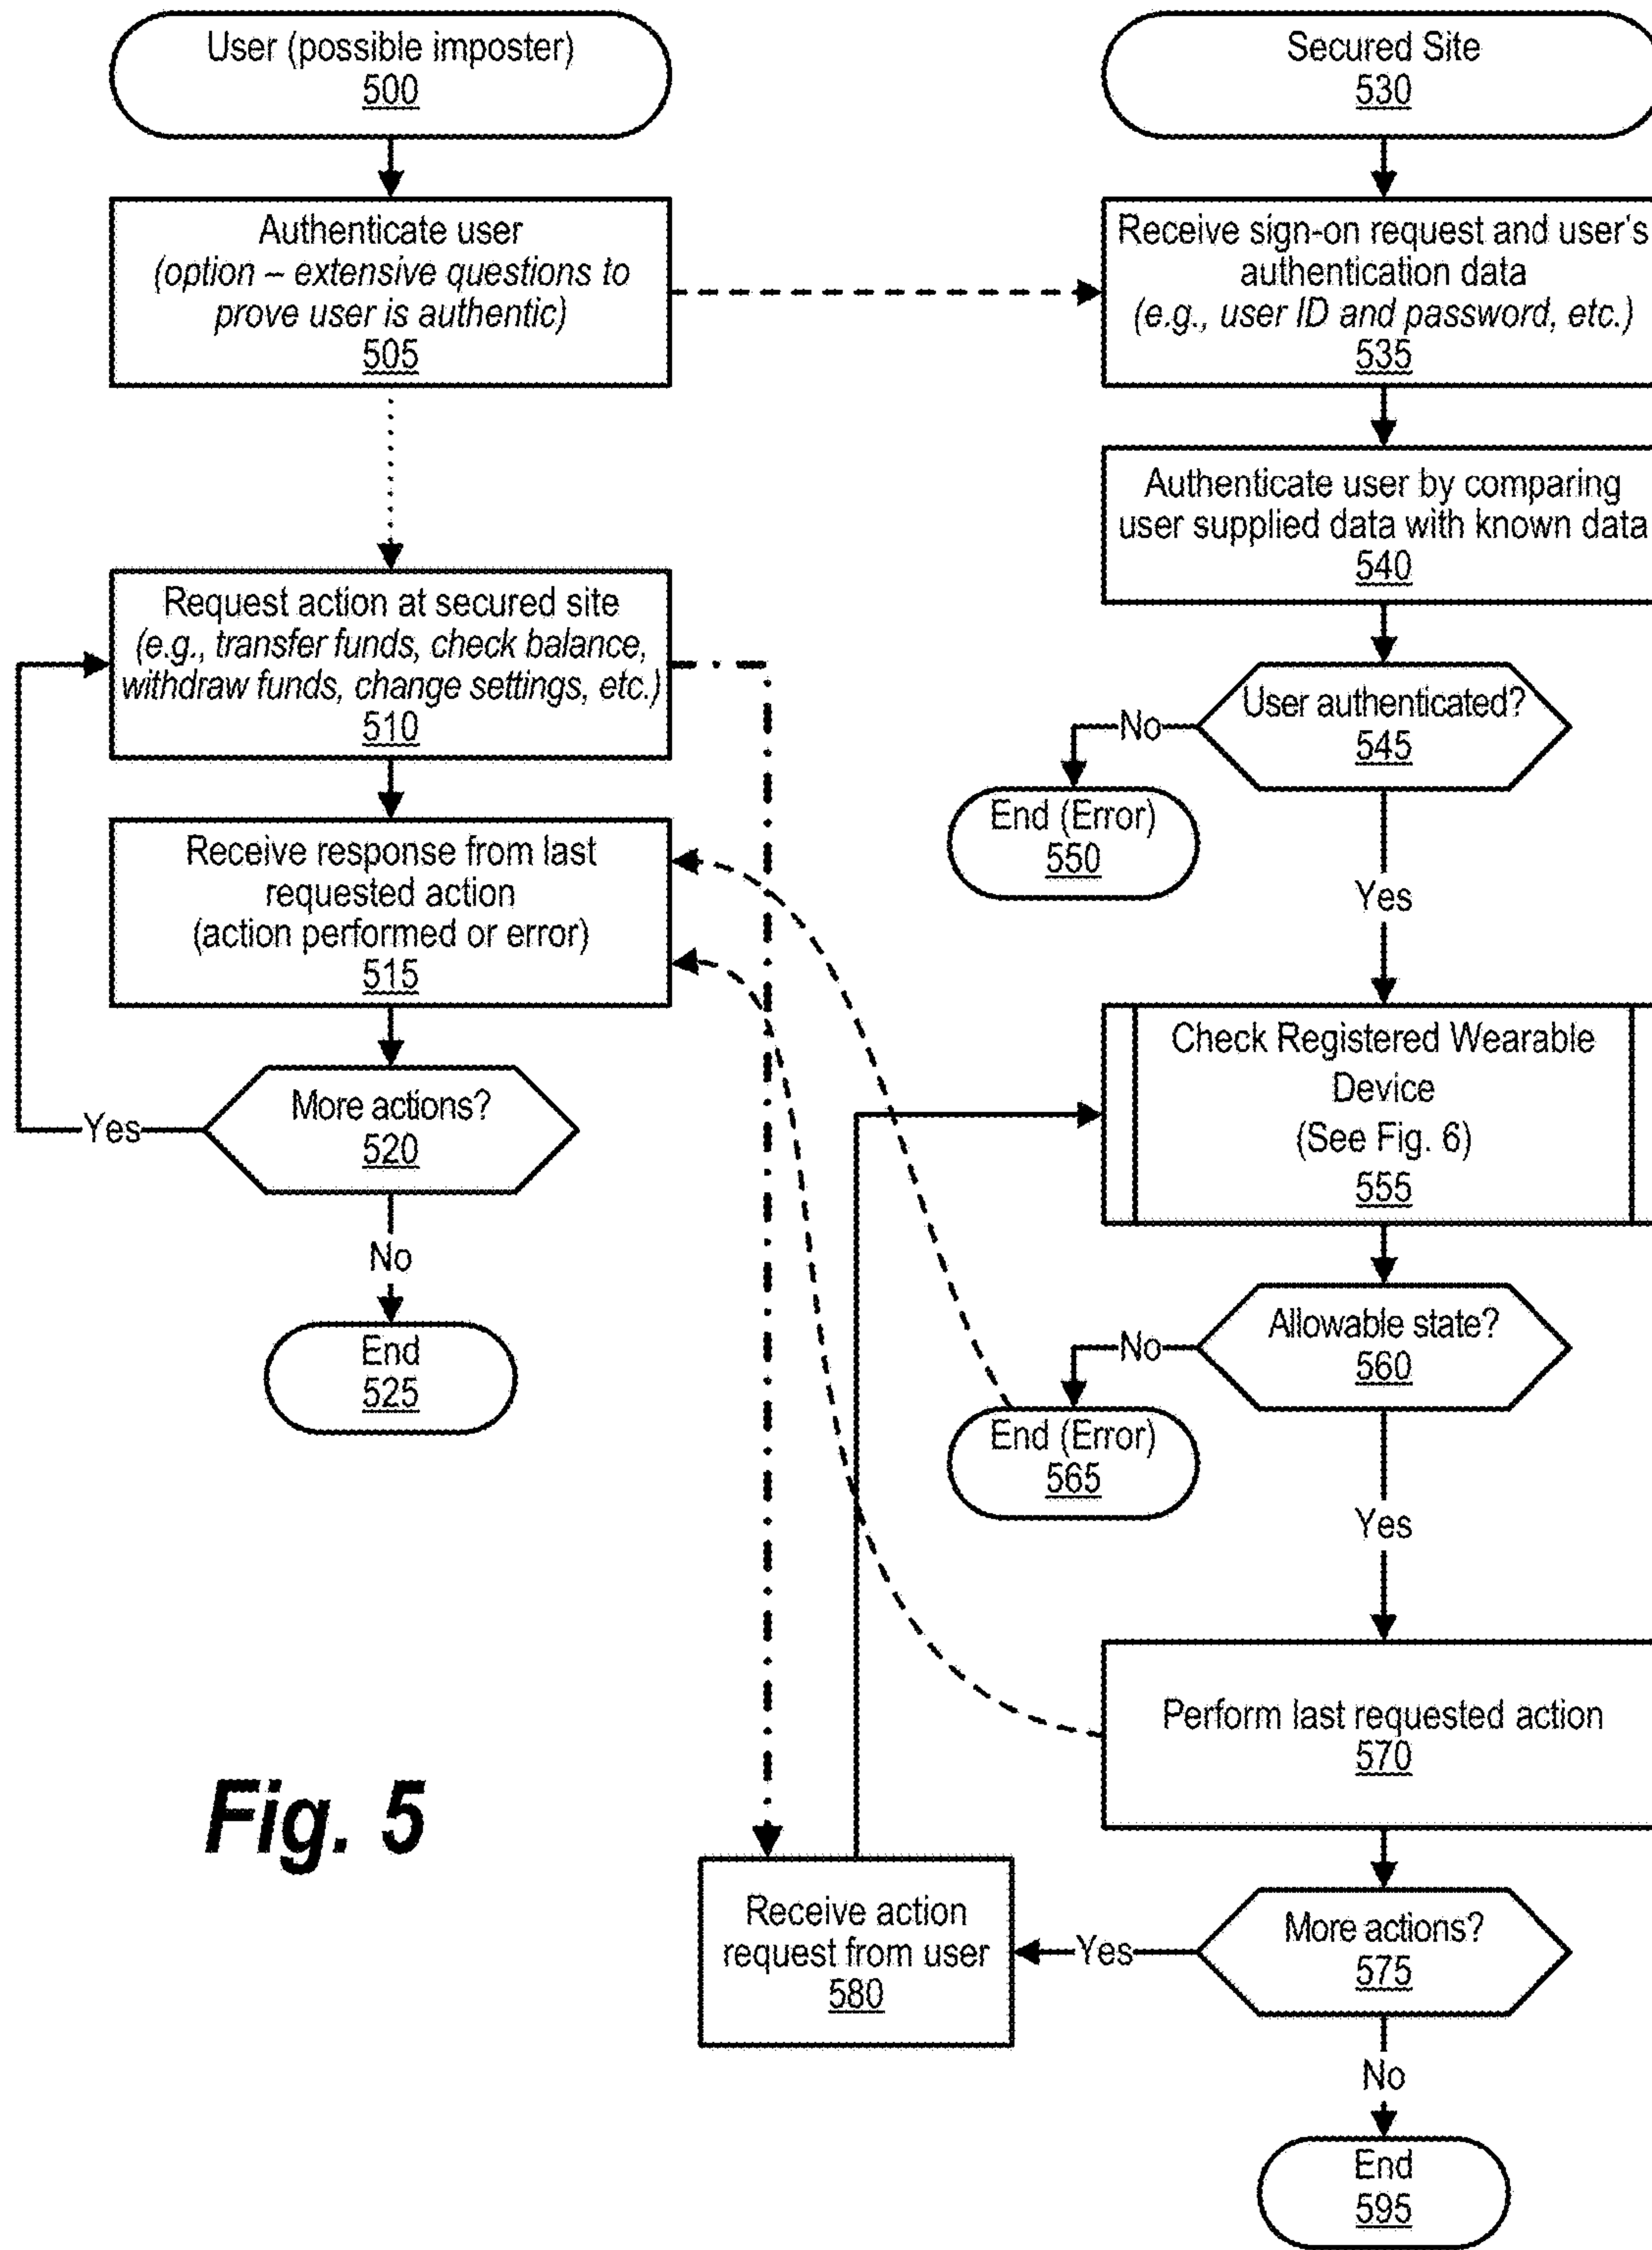 User (possible imposter)
500
Authenticate user
(option – extensive questions to
prove user is authentic)
505
Request action at secured site
(e.g., transfer funds, check balance,
withdraw funds, change settings, etc.)
510
Receive response from last
requested action
(action performed or error)
515
More actions?
520
Yes
No
End
525
Secured Site
530
Receive sign-on request and user's
authentication data
(e.g., user ID and password, etc.)
535
Authenticate user by comparing
user supplied data with known data
540
User authenticated?
545
No
End (Error)
550
Yes
Check Registered Wearable
Device
(See Fig. 6)
555
Allowable state?
560
No
End (Error)
565
Yes
Perform last requested action
570
More actions?
575
Yes
Receive action
request from user
580
No
End
595
Fig. 5